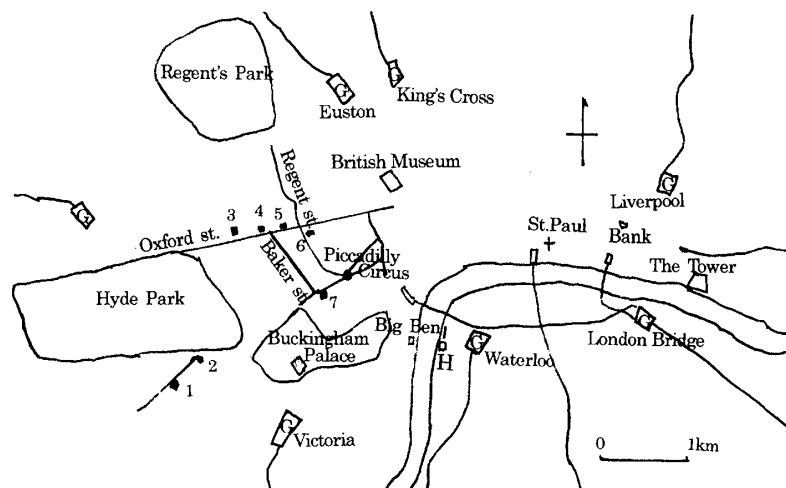 Regent's Park
G
Euston
G
King's Cross
British Museum
Regent st.
G
3
4
5
6
Oxford st.
Baker st.
Piccadilly
Circus
7
Hyde Park
Buckingham
Palace
Big Ben
H
G
Waterloo
2
1
G
Victoria
G
Liverpool
St.Paul
Bank
The Tower
G
London Bridge
0 1km